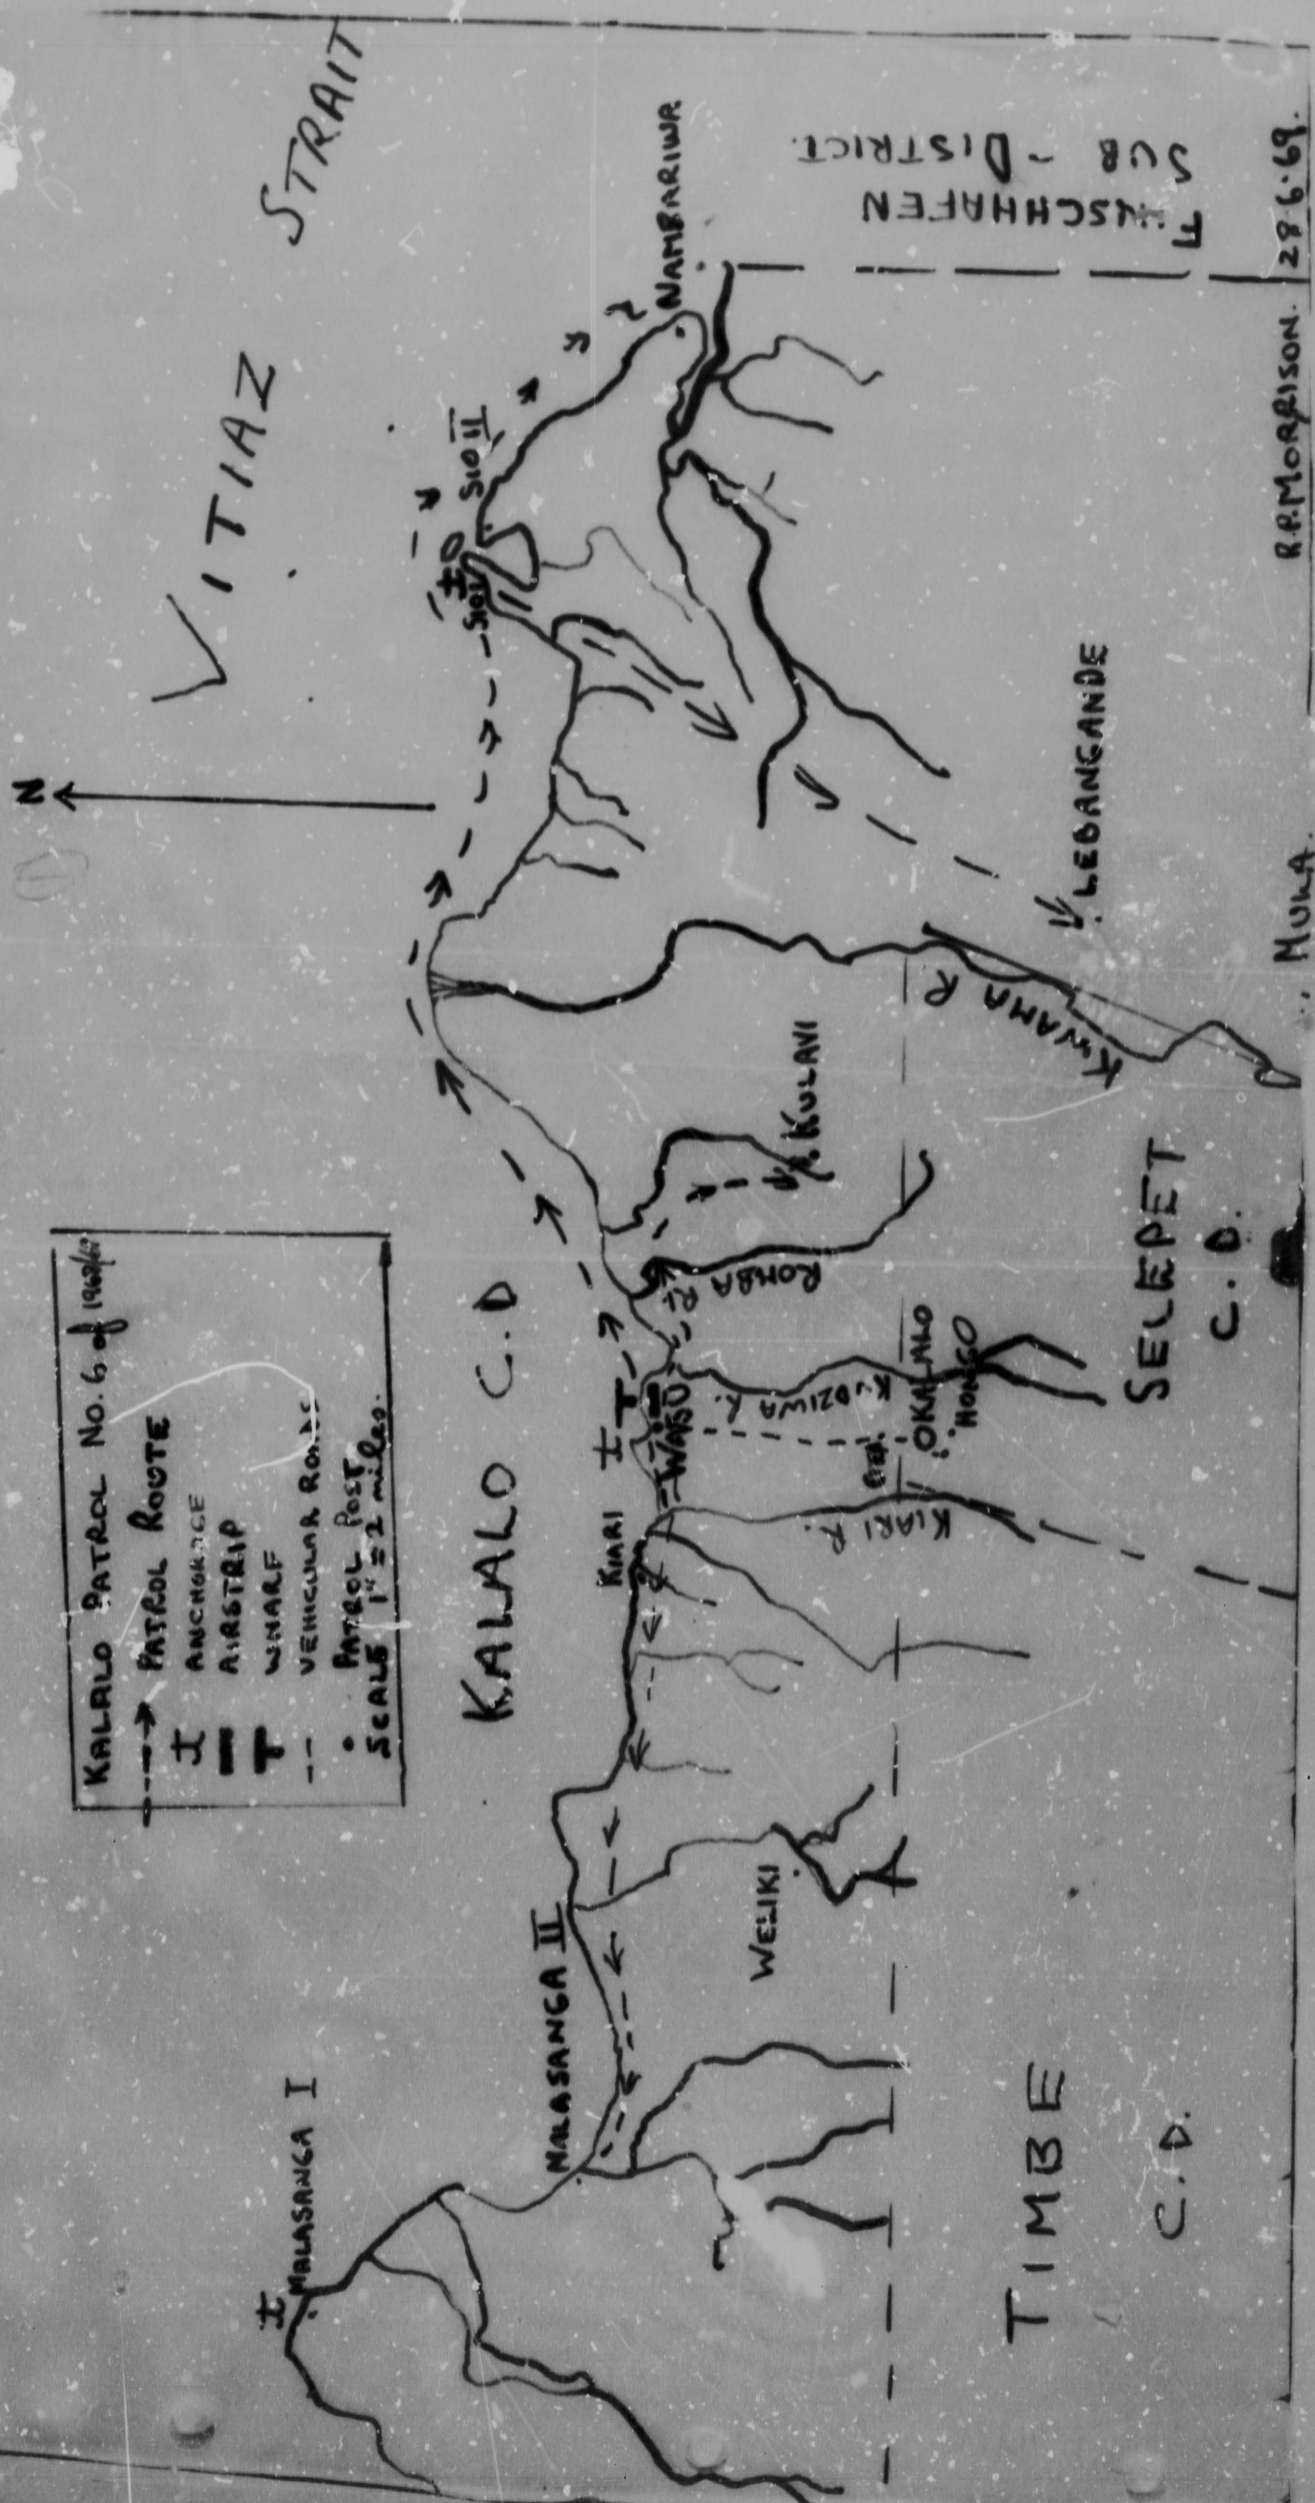 KALALO PATROL No. 6 of 1968/69
PATROL ROUTE
ANCHORAGE
AIRSTRIP
WHARF
VEHICULAR ROADS
PATROL POST
SCALE 1" = 2 miles.
N
VITIAZ STRAIT
MALASANGA I
MALASANGA II
WELIKI
KALALO C.D
KIARI
WASU
KIARI R.
KUDZIWA R.
OKALALO
HONGO
ROMBA R.
KULAVI
KWAMA R
LEBANGANDE
SIO I
SIO II
NAMBARIWA
FINSCHHAFEN
SUB - DISTRICT.
TIMBE
C.D.
SELEPET
C.D.
MULA
R.P. MORRISON. 28.6.69.